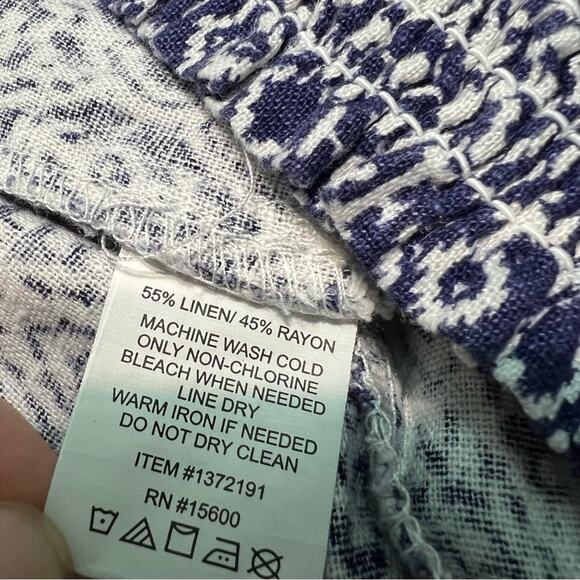 55% LINEN/ 45% RAYON
MACHINE WASH COLD
ONLY NON-CHLORINE
BLEACH WHEN NEEDED
LINE DRY
WARM IRON IF NEEDED
DO NOT DRY CLEAN
ITEM #1372191
RN #15600